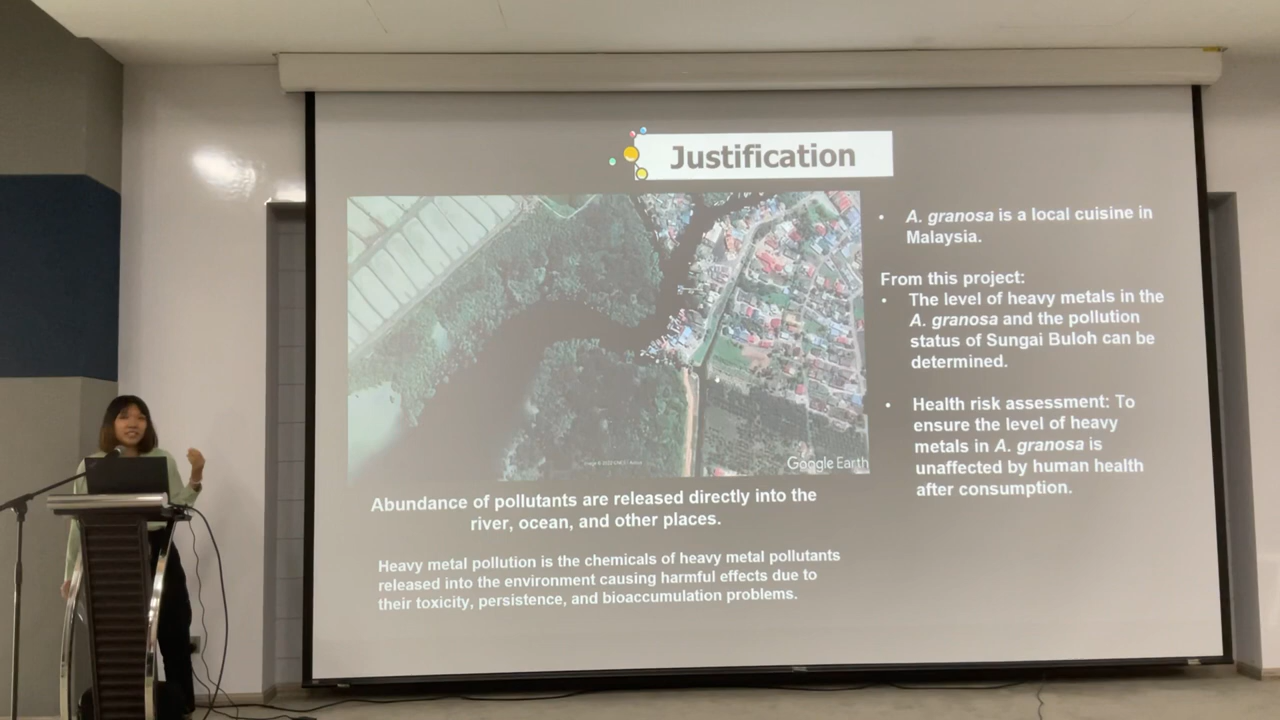 Justification
Google Earth
Abundance of pollutants are released directly into the
river, ocean, and other places.
Heavy metal pollution is the chemicals of heavy metal pollutants
released into the environment causing harmful effects due to
their toxicity, persistence, and bioaccumulation problems.
• A. granosa is a local cuisine in
Malaysia.
From this project:
• The level of heavy metals in the
A. granosa and the pollution
status of Sungai Buloh can be
determined.
• Health risk assessment: To
ensure the level of heavy
metals in A. granosa is
unaffected by human health
after consumption.